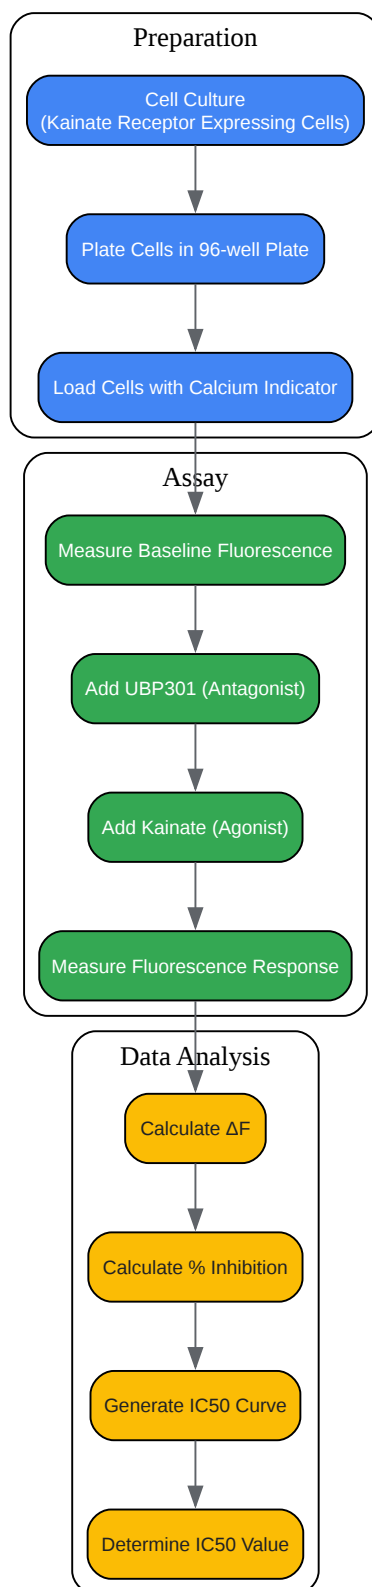 Preparation
Cell Culture
(Kainate Receptor Expressing Cells)
Plate Cells in 96-well Plate
Load Cells with Calcium Indicator
Assay
Measure Baseline Fluorescence
Add UBP301 (Antagonist)
Add Kainate (Agonist)
Measure Fluorescence Response
Data Analysis
Calculate ΔF
Calculate % Inhibition
Generate IC50 Curve
Determine IC50 Value